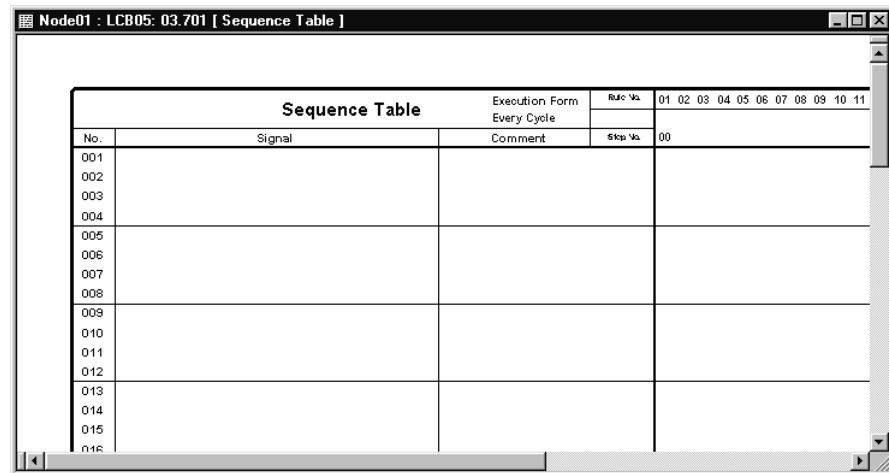 Node01 : LCB05: 03.701 [ Sequence Table ]
Sequence Table
Execution Form
Every Cycle
Rule No.
01 02 03 04 05 06 07 08 09 10 11
No.
Signal
Comment
Step No.
00
001
002
003
004
005
006
007
008
009
010
011
012
013
014
015
016